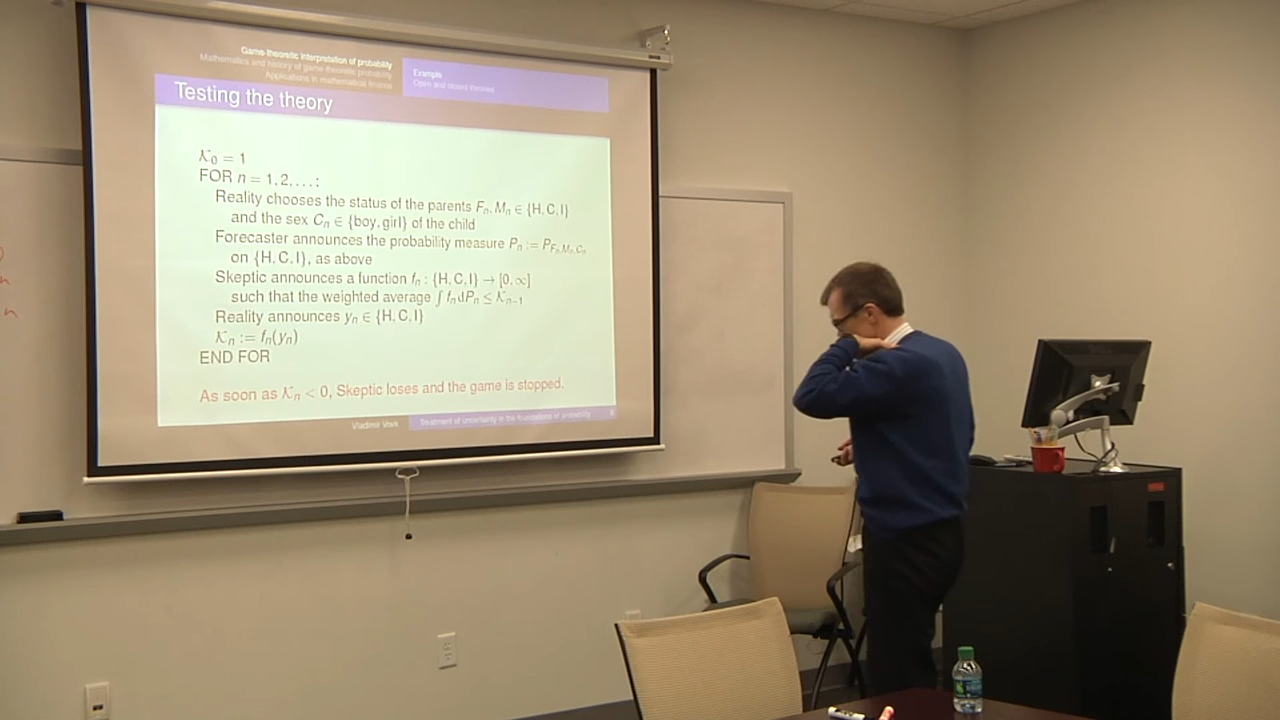 Game-theoretic interpretation of probability
Mathematics and history of game-theoretic probability
Applications in mathematical finance
Example
Open and closed theories
Testing the theory
𝒦₀ = 1
FOR n = 1, 2, . . . :
Reality chooses the status of the parents Fₙ, Mₙ ∈ {H, C, I}
and the sex Cₙ ∈ {boy, girl} of the child
Forecaster announces the probability measure Pₙ := P_{Fₙ,Mₙ,Cₙ}
on {H, C, I}, as above
Skeptic announces a function fₙ : {H, C, I} → [0, ∞]
such that the weighted average ∫ fₙdPₙ ≤ 𝒦ₙ₋₁
Reality announces yₙ ∈ {H, C, I}
𝒦ₙ := fₙ(yₙ)
END FOR
As soon as 𝒦ₙ < 0, Skeptic loses and the game is stopped.
Vladimir Vovk
Treatment of uncertainty in the foundations of probability